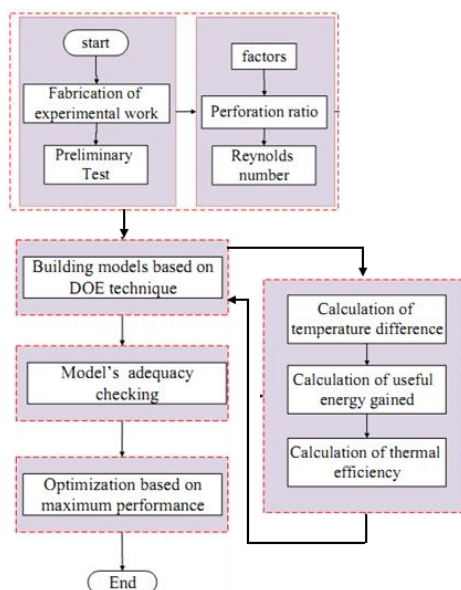 start
Fabrication of
experimental work
Preliminary
Test
factors
Perforation ratio
Reynolds
number
Building models based on
DOE technique
Model's adequacy
checking
Optimization based on
maximum performance
End
Calculation of
temperature difference
Calculation of useful
energy gained
Calculation of thermal
efficiency